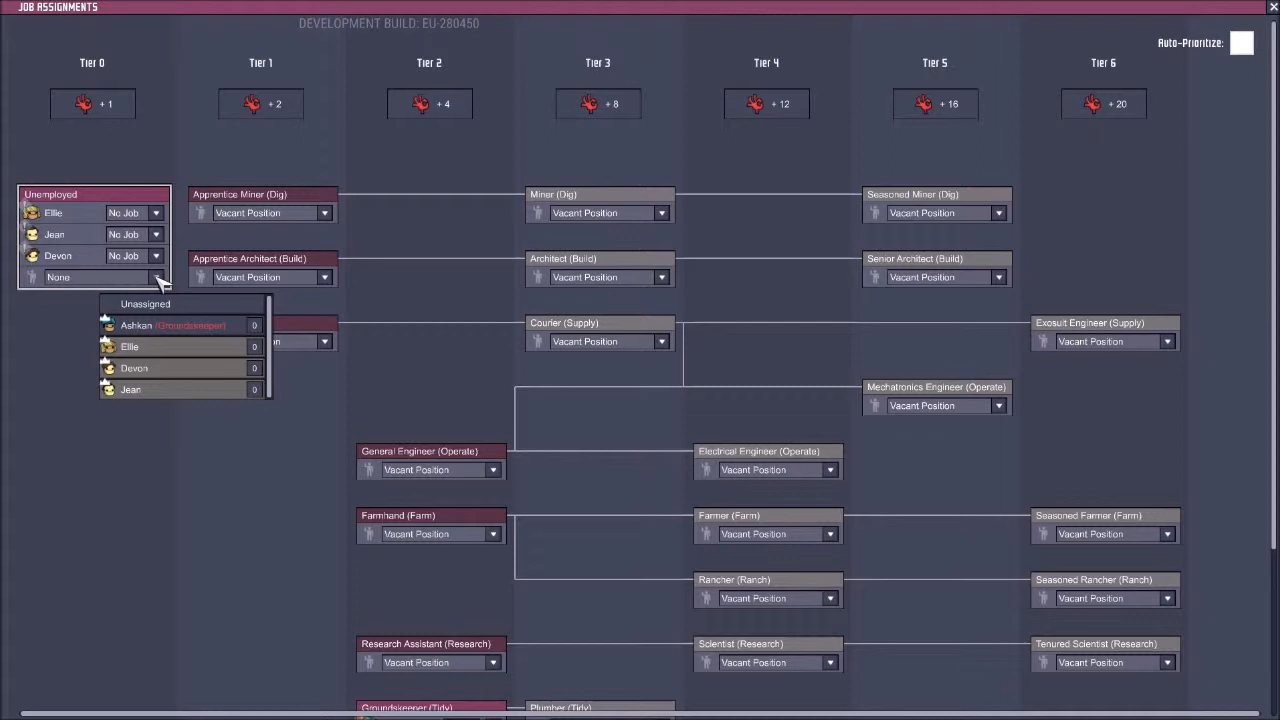 JOB ASSIGNMENTS
DEVELOPMENT BUILD: EU-280450
Auto-Prioritize:
Tier 0 Tier 1 Tier 2 Tier 3 Tier 4 Tier 5 Tier 6
+ 1 + 2 + 4 + 8 + 12 + 16 + 20
Unemployed Apprentice Miner (Dig) Miner (Dig) Seasoned Miner (Dig)
Ellie No Job Vacant Position Vacant Position Vacant Position
Jean No Job
Devon No Job Apprentice Architect (Build) Architect (Build) Senior Architect (Build)
None Vacant Position Vacant Position Vacant Position
Unassigned
Ashkan (Groundskeeper) 0 Courier (Supply) Exosuit Engineer (Supply)
Ellie 0 Vacant Position Vacant Position
Devon 0
Jean 0 Mechatronics Engineer (Operate)
Vacant Position
General Engineer (Operate) Electrical Engineer (Operate)
Vacant Position Vacant Position
Farmhand (Farm) Farmer (Farm) Seasoned Farmer (Farm)
Vacant Position Vacant Position Vacant Position
Rancher (Ranch) Seasoned Rancher (Ranch)
Vacant Position Vacant Position
Research Assistant (Research) Scientist (Research) Tenured Scientist (Research)
Vacant Position Vacant Position Vacant Position
Groundskeeper (Tidy) Plumber (Tidy)